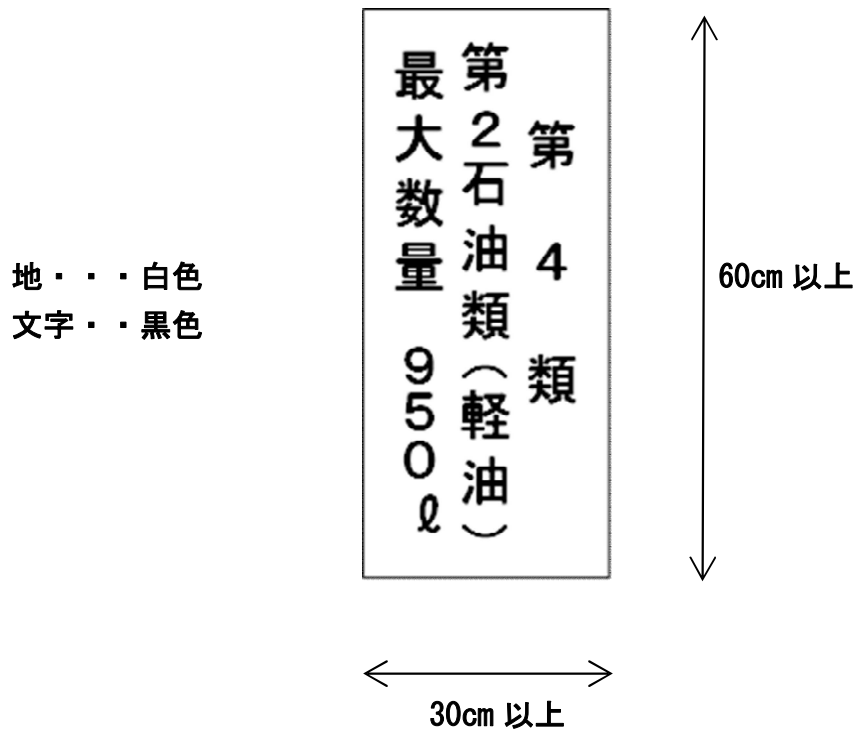 地・・・白色
文字・・黒色
第4類
第2石油類(軽油)
最大数量 950ℓ
60cm 以上
30cm 以上